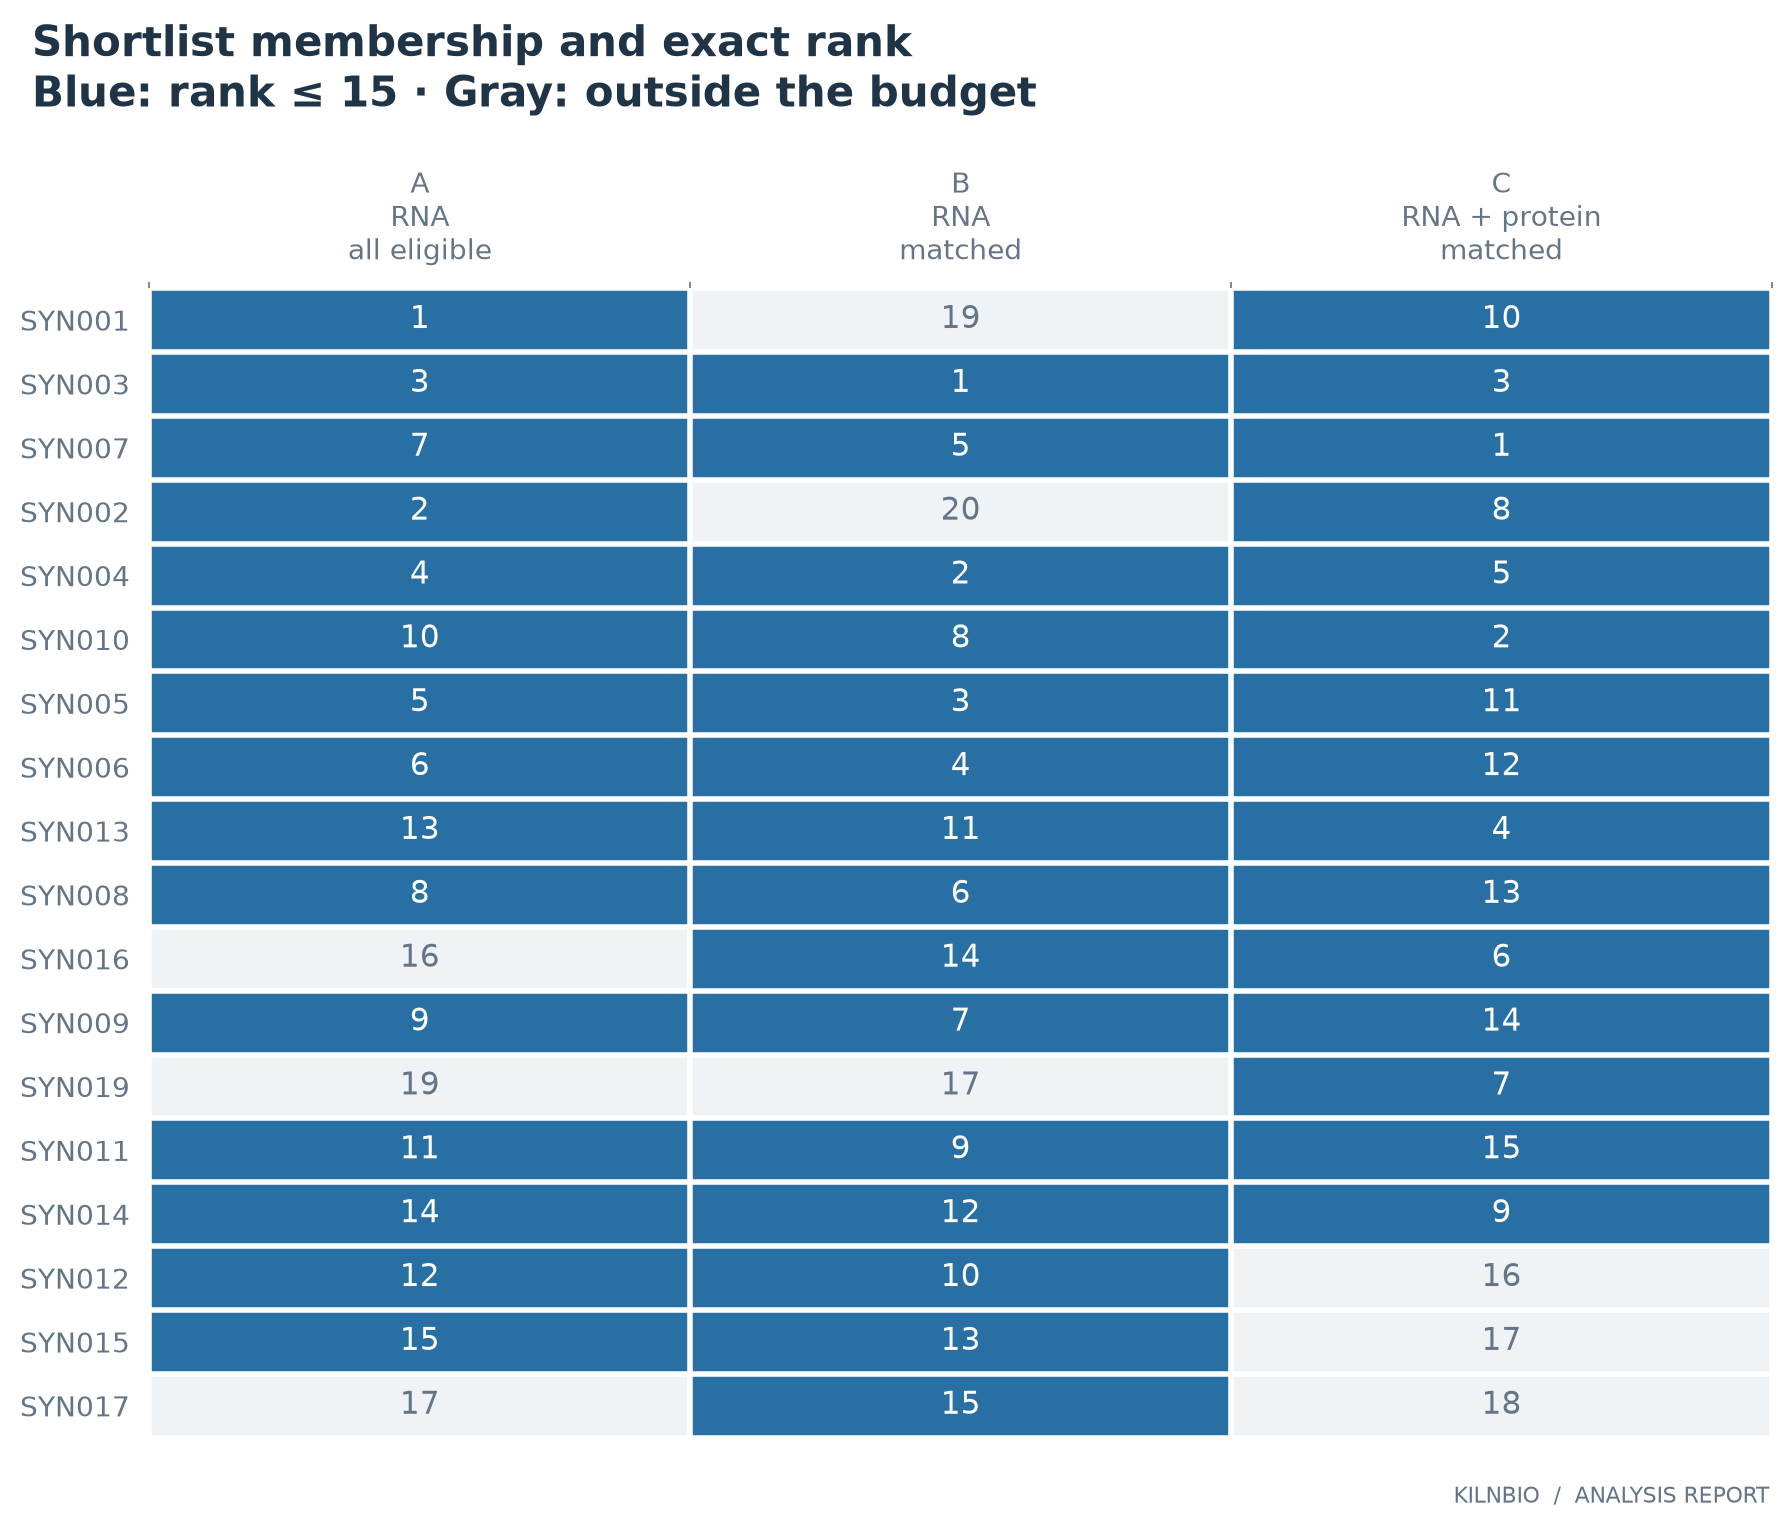 Shortlist membership and exact rank
Blue: rank ≤ 15 · Gray: outside the budget
A B C
RNA RNA RNA + protein
all eligible matched matched
SYN001 1 19 10
SYN003 3 1 3
SYN007 7 5 1
SYN002 2 20 8
SYN004 4 2 5
SYN010 10 8 2
SYN005 5 3 11
SYN006 6 4 12
SYN013 13 11 4
SYN008 8 6 13
SYN016 16 14 6
SYN009 9 7 14
SYN019 19 17 7
SYN011 11 9 15
SYN014 14 12 9
SYN012 12 10 16
SYN015 15 13 17
SYN017 17 15 18
KILNBIO / ANALYSIS REPORT